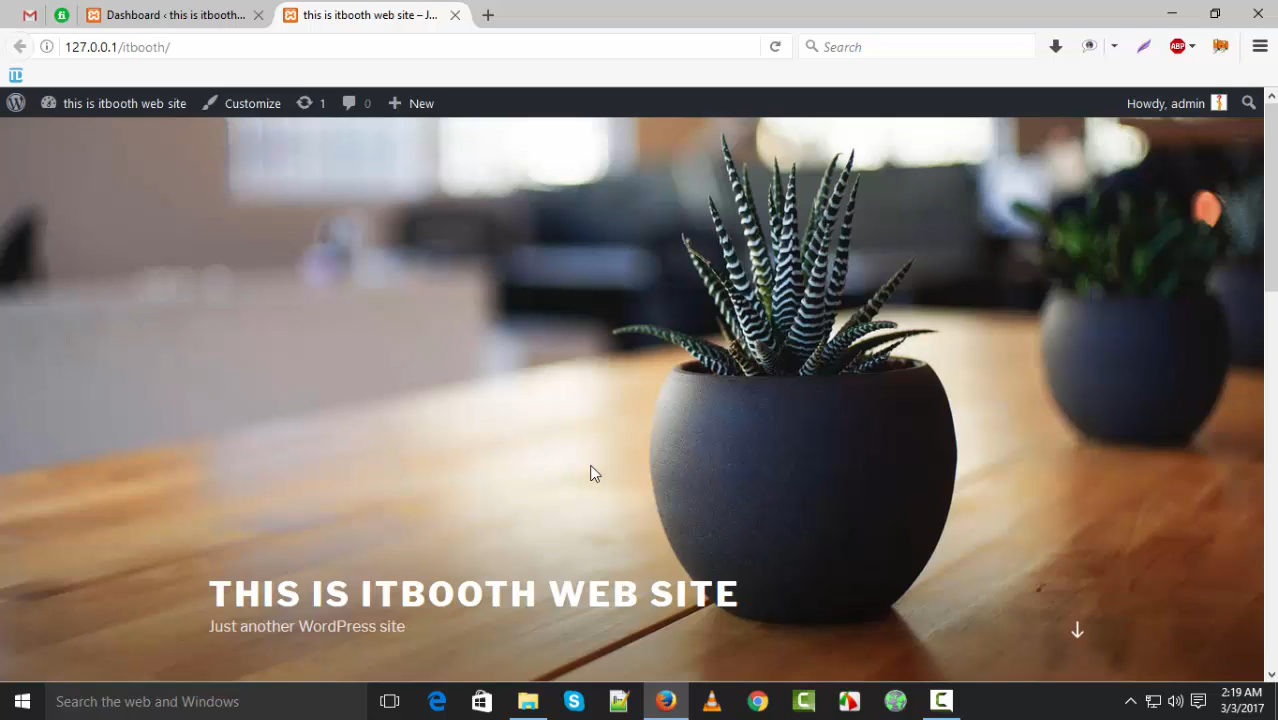 Dashboard ‹ this is itbooth...
this is itbooth web site – J...
127.0.0.1/itbooth/
Search
ABP
TD
this is itbooth web site
Customize
1
0
New
Howdy, admin
THIS IS ITBOOTH WEB SITE
Just another WordPress site
Search the web and Windows
2:19 AM
3/3/2017